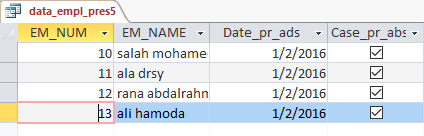 data_empl_pres5
EM_NUM EM_NAME Date_pr_ads Case_pr_abs
10 salah mohame 1/2/2016
11 ala drsy 1/2/2016
12 rana abdalrahn 1/2/2016
13 ali hamoda 1/2/2016